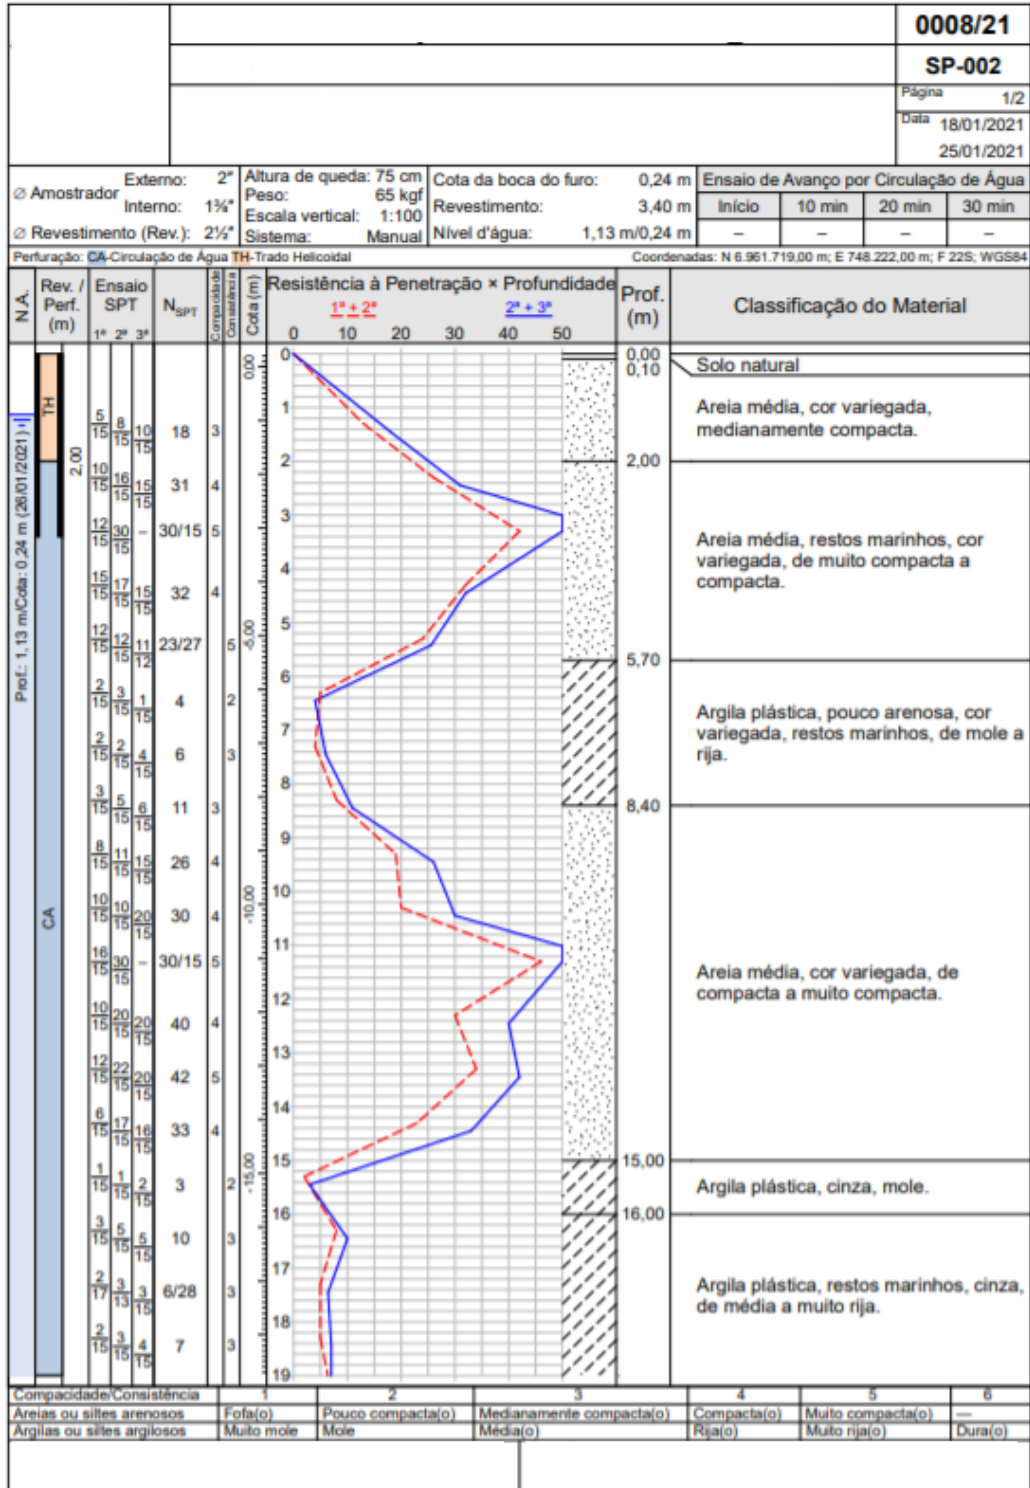 0008/21
SP-002
Página 1/2
Data 18/01/2021
25/01/2021
Ø Amostrador Externo: 2"
Interno: 1⅜"
Ø Revestimento (Rev.): 2½"
Altura de queda: 75 cm
Peso: 65 kgf
Escala vertical: 1:100
Sistema: Manual
Cota da boca do furo: 0,24 m
Revestimento: 3,40 m
Nível d'água: 1,13 m/0,24 m
Ensaio de Avanço por Circulação de Água
Início 10 min 20 min 30 min
– – – –
Perfuração: CA-Circulação de Água TH-Trado Helicoidal Coordenadas: N 6.961.719,00 m; E 748.222,00 m; F 22S; WGS84
N.A.
Rev. / Perf. (m)
Ensaio SPT
1ª 2ª 3ª
NSPT
Compacidade
Consistência
Cota (m)
Resistência à Penetração × Profundidade
1ª + 2ª 2ª + 3ª
0 10 20 30 40 50
Prof. (m)
Classificação do Material
Prof.: 1,13 m/Cota: 0,24 m (26/01/2021)
TH
2,00
CA
5/15 8/15 10/15 18 3
10/15 16/15 15/15 31 4
12/15 30/15 – 30/15 5
15/15 17/15 15/15 32 4
12/15 12/15 11/12 23/27 5
2/15 3/15 1/15 4 2
2/15 2/15 4/15 6 3
3/15 5/15 6/15 11 3
8/15 11/15 15/15 26 4
10/15 10/15 20/15 30 4
16/15 30/15 – 30/15 5
10/15 20/15 20/15 40 4
12/15 22/15 20/15 42 5
6/15 17/15 16/15 33 4
1/15 1/15 2/15 3 2
3/15 5/15 5/15 10 3
2/17 3/13 3/15 6/28 3
2/15 3/15 4/15 7 3
0,00
-5,00
-10,00
-15,00
0
1
2
3
4
5
6
7
8
9
10
11
12
13
14
15
16
17
18
19
0,00
0,10
Solo natural
Areia média, cor variegada,
medianamente compacta.
2,00
Areia média, restos marinhos, cor
variegada, de muito compacta a
compacta.
5,70
Argila plástica, pouco arenosa, cor
variegada, restos marinhos, de mole a
rija.
8,40
Areia média, cor variegada, de
compacta a muito compacta.
15,00
Argila plástica, cinza, mole.
16,00
Argila plástica, restos marinhos, cinza,
de média a muito rija.
Compacidade/Consistência 1 2 3 4 5 6
Areias ou siltes arenosos Fofa(o) Pouco compacta(o) Medianamente compacta(o) Compacta(o) Muito compacta(o) —
Argilas ou siltes argilosos Muito mole Mole Média(o) Rija(o) Muito rija(o) Dura(o)